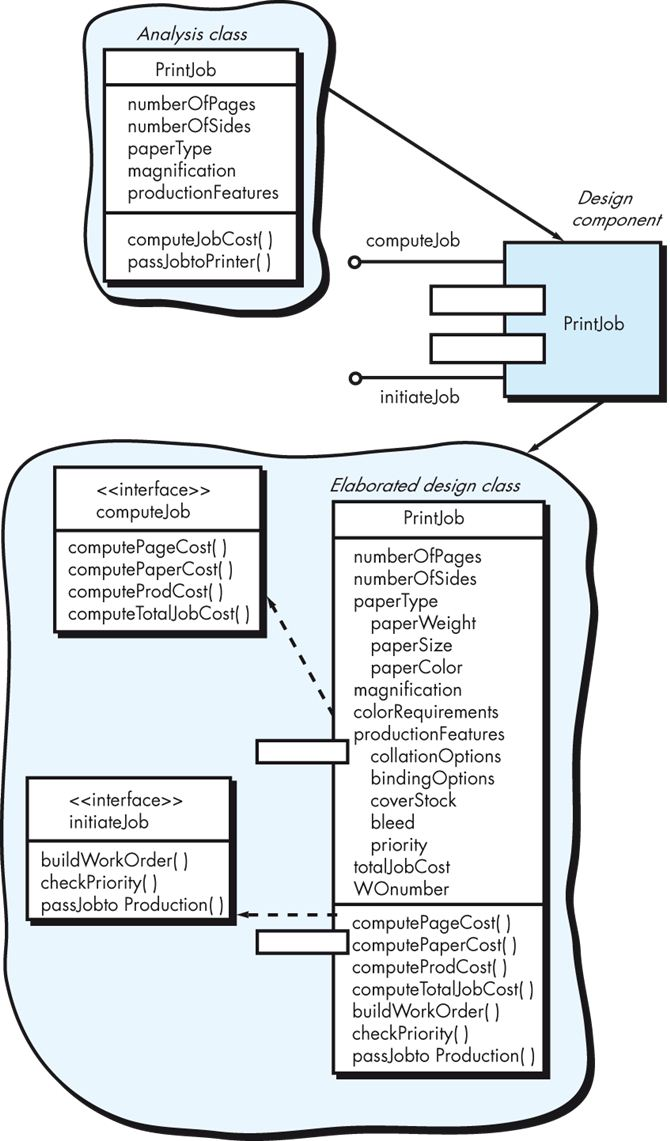 Analysis class
PrintJob
numberOfPages
numberOfSides
paperType
magnification
productionFeatures
computeJobCost( )
passJobtoPrinter( )
Design
component
computeJob
PrintJob
initiateJob
<<interface>>
computeJob
computePageCost( )
computePaperCost( )
computeProdCost( )
computeTotalJobCost( )
Elaborated design class
PrintJob
numberOfPages
numberOfSides
paperType
paperWeight
paperSize
paperColor
magnification
colorRequirements
productionFeatures
collationOptions
bindingOptions
coverStock
bleed
priority
totalJobCost
WOnumber
computePageCost( )
computePaperCost( )
computeProdCost( )
computeTotalJobCost( )
buildWorkOrder( )
checkPriority( )
passJobto Production( )
<<interface>>
initiateJob
buildWorkOrder( )
checkPriority( )
passJobto Production( )